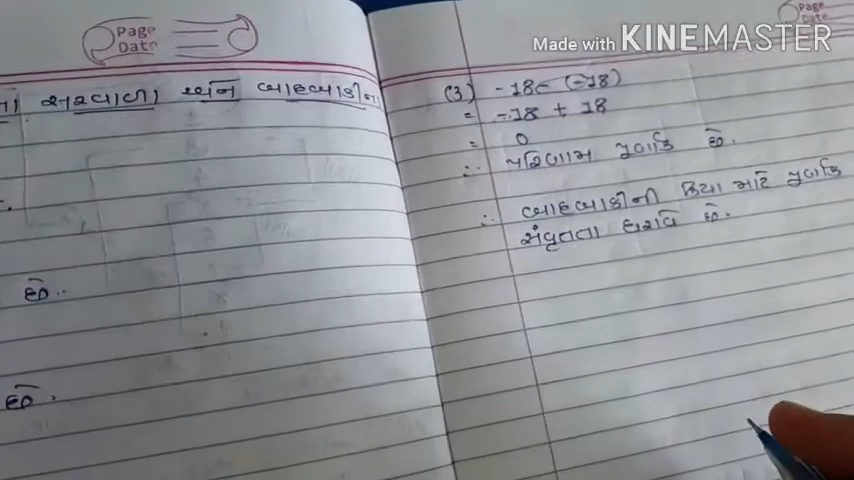 Page
Date
સરવાળા અને બાદબાકીના
છે.
છે.
Page
Date
Made with KINEMASTER
(3) -18 - (-18)
= -18 + 18
= 0
∴ પરિણામ પૂર્ણાંક છે.
∴ બાદબાકીની ક્રિયા માટે પૂર્ણાંક
સંવૃતતા ધરાવે છે.